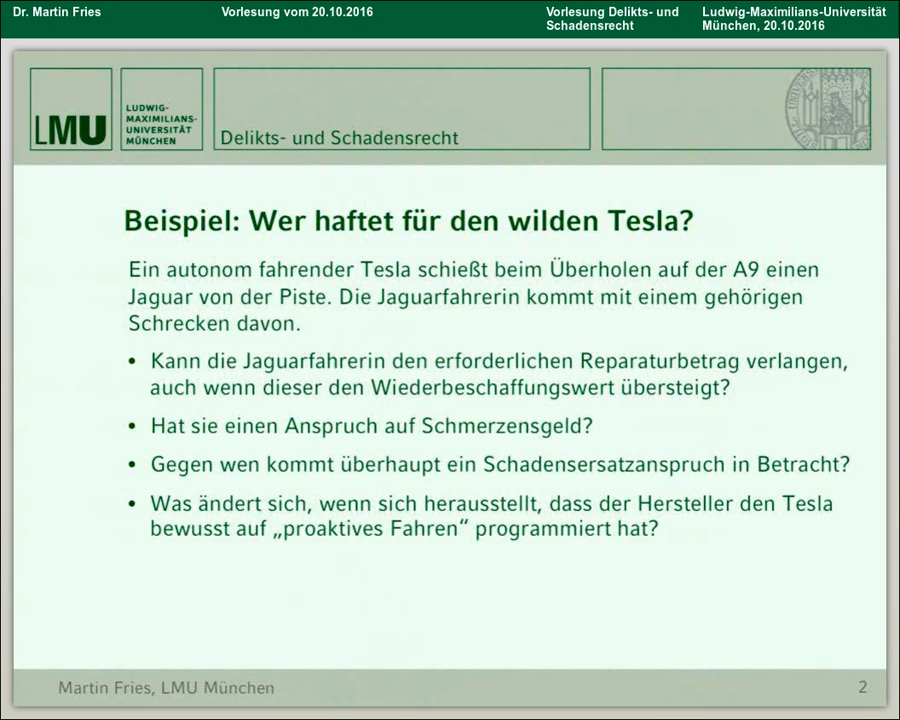 Dr. Martin Fries
Vorlesung vom 20.10.2016
Vorlesung Delikts- und
Schadensrecht
Ludwig-Maximilians-Universität
München, 20.10.2016
LMU
LUDWIG-
MAXIMILIANS-
UNIVERSITÄT
MÜNCHEN
Delikts- und Schadensrecht
Beispiel: Wer haftet für den wilden Tesla?
Ein autonom fahrender Tesla schießt beim Überholen auf der A9 einen
Jaguar von der Piste. Die Jaguarfahrerin kommt mit einem gehörigen
Schrecken davon.
• Kann die Jaguarfahrerin den erforderlichen Reparaturbetrag verlangen,
auch wenn dieser den Wiederbeschaffungswert übersteigt?
• Hat sie einen Anspruch auf Schmerzensgeld?
• Gegen wen kommt überhaupt ein Schadensersatzanspruch in Betracht?
• Was ändert sich, wenn sich herausstellt, dass der Hersteller den Tesla
bewusst auf „proaktives Fahren“ programmiert hat?
Martin Fries, LMU München
2